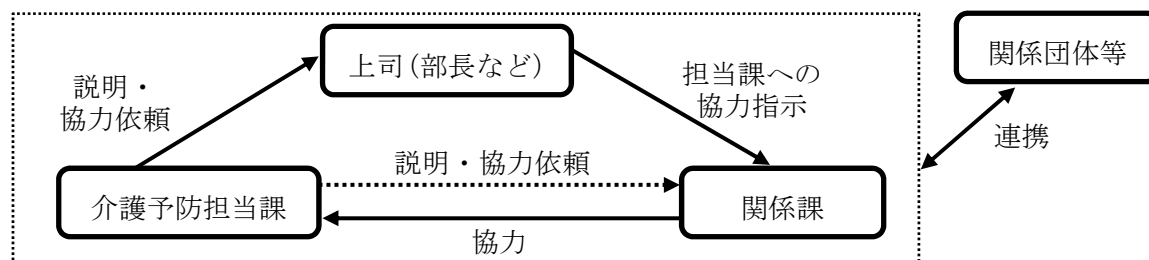 上司(部長など)
関係団体等
説明・
協力依頼
担当課への
協力指示
連携
説明・協力依頼
介護予防担当課
関係課
協力